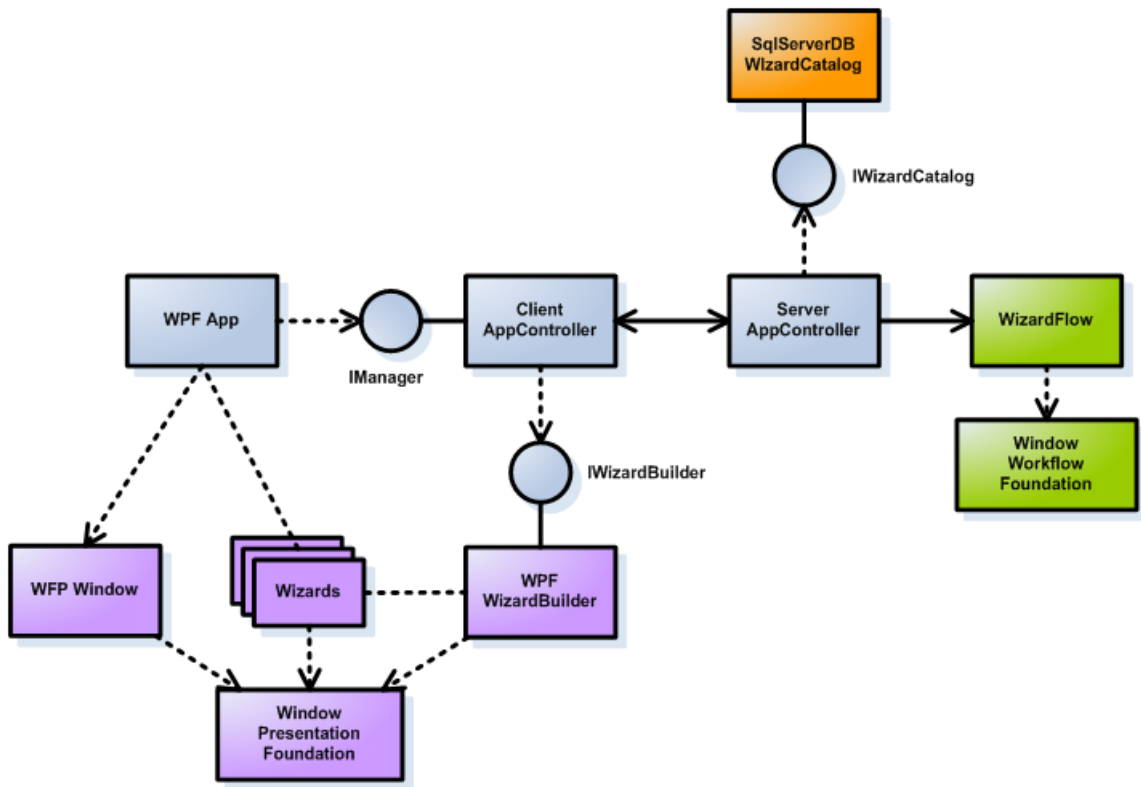 SqlServerDB
WIzardCatalog
IWizardCatalog
WPF App
IManager
Client
AppController
Server
AppController
WizardFlow
Window
Workflow
Foundation
IWizardBuilder
WFP Window
Wizards
WPF
WizardBuilder
Window
Presentation
Foundation